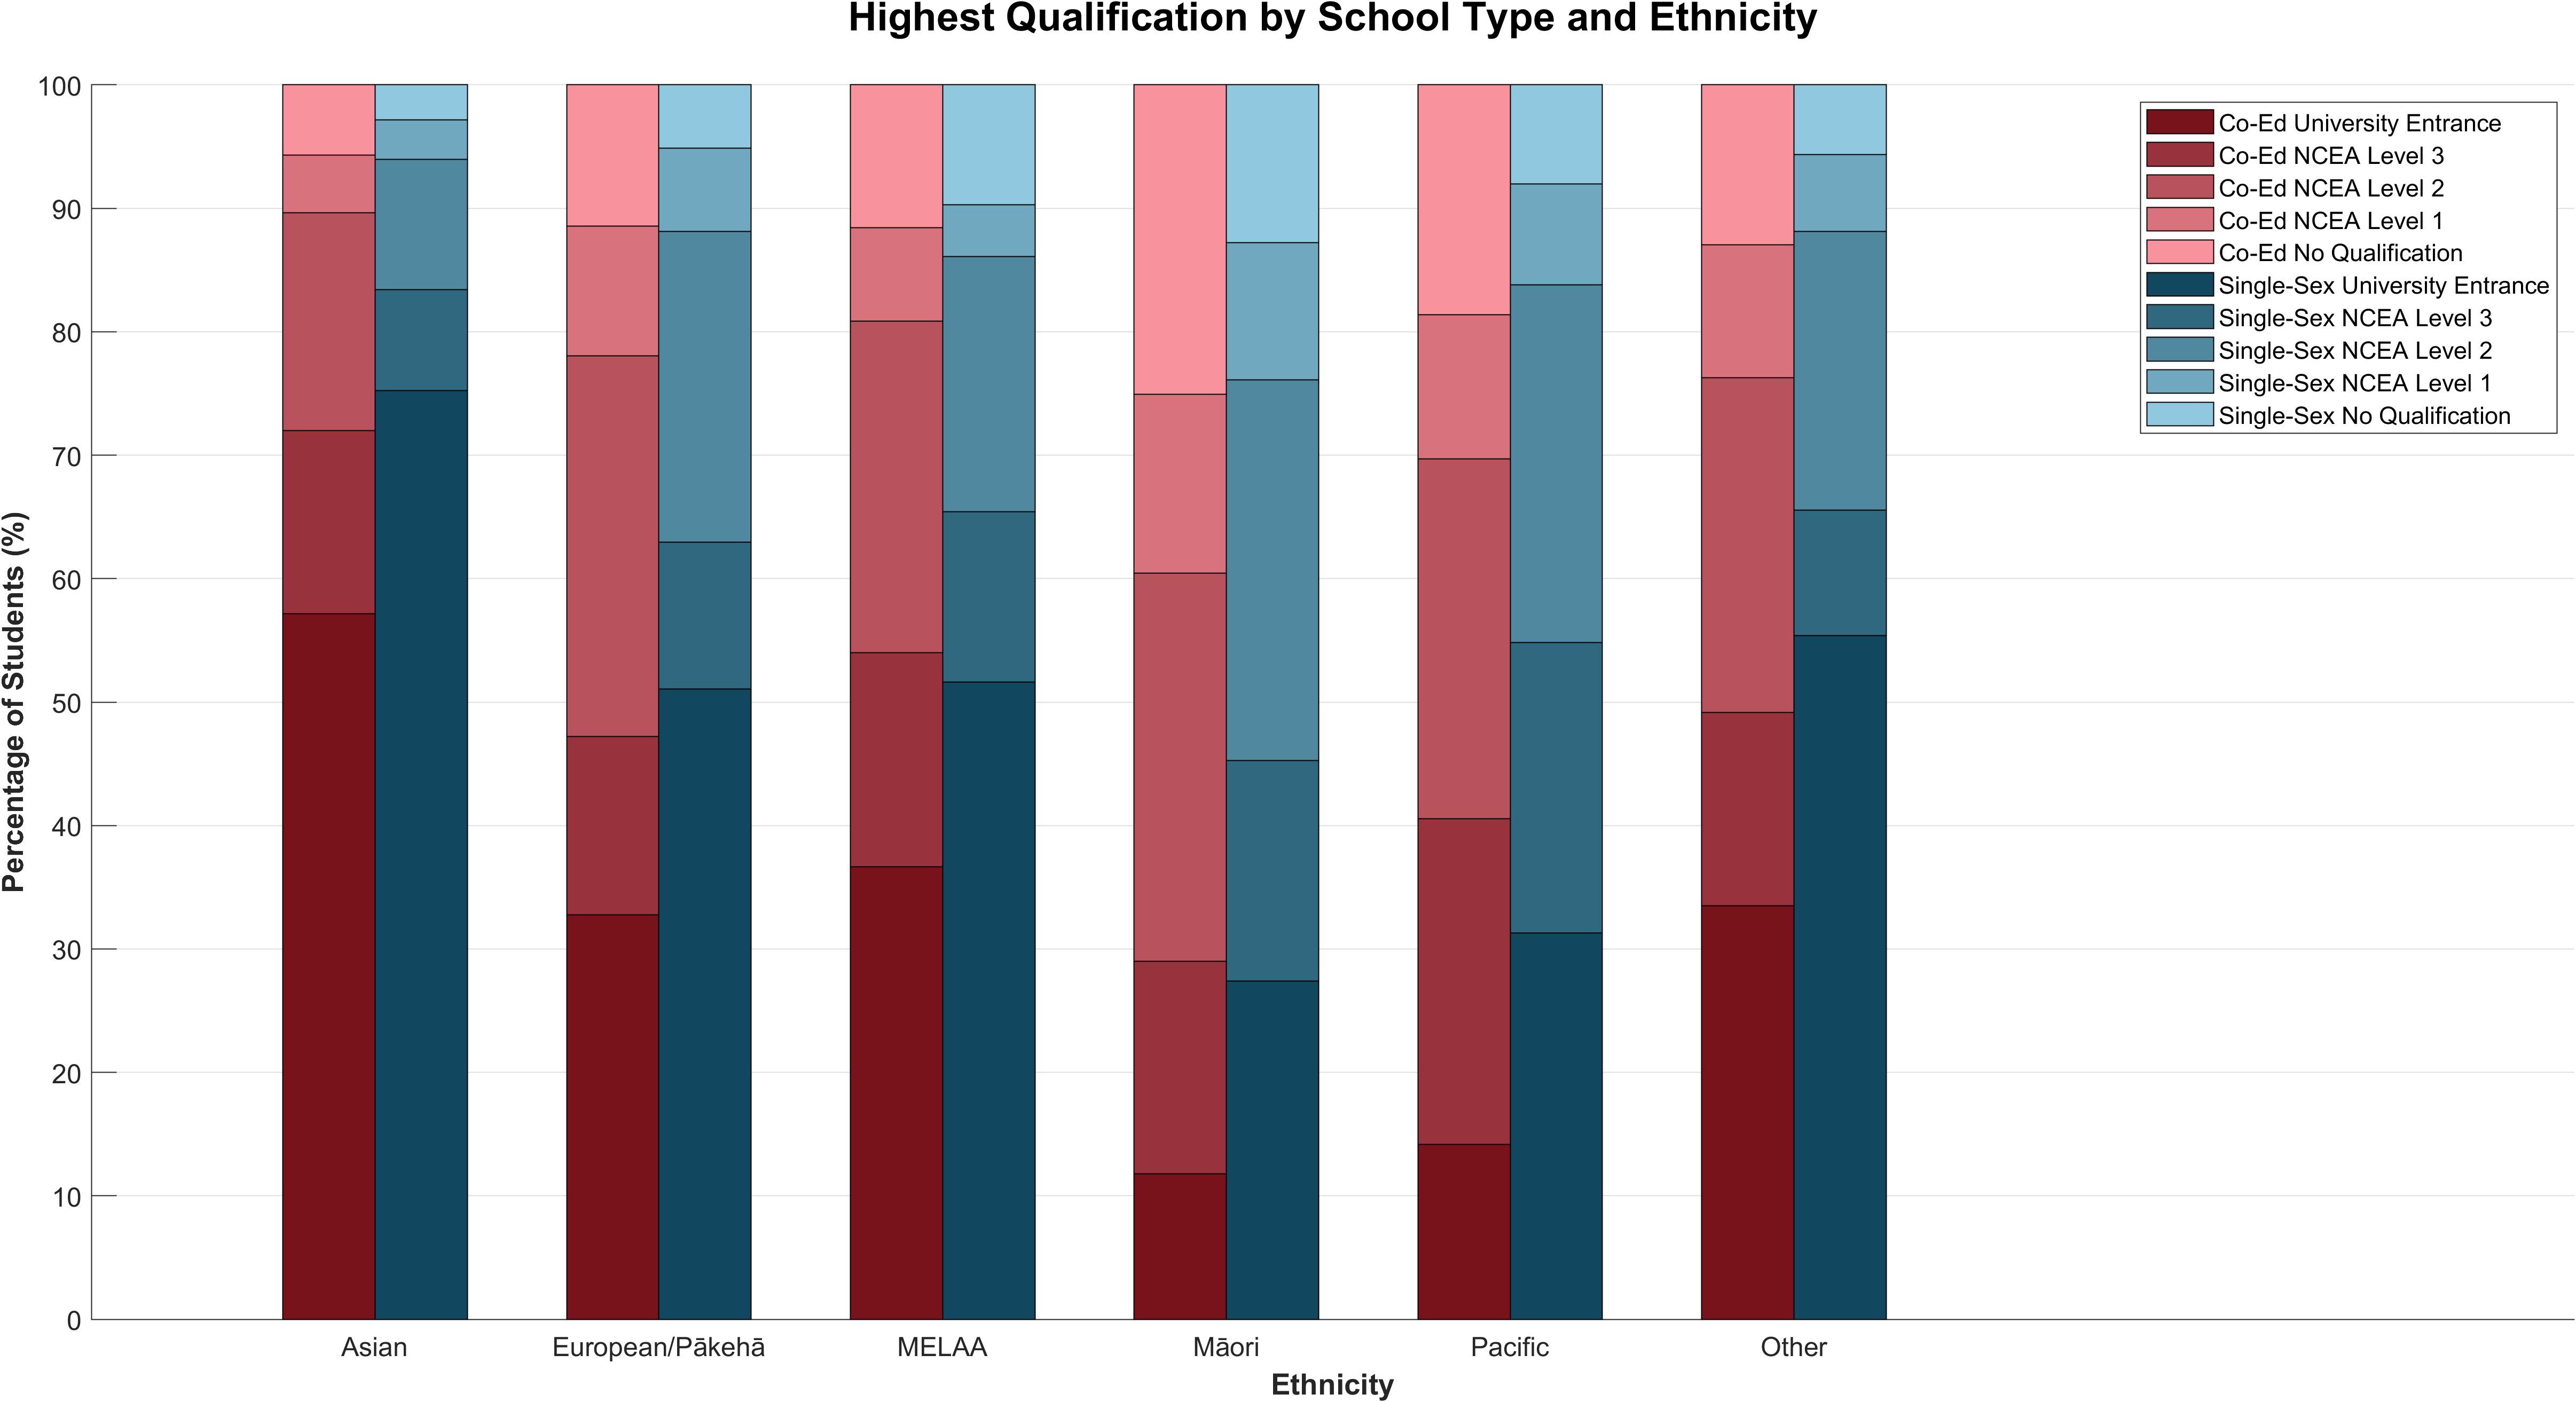 Highest Qualification by School Type and Ethnicity
Percentage of Students (%)
100
90
80
70
60
50
40
30
20
10
0
Co-Ed University Entrance
Co-Ed NCEA Level 3
Co-Ed NCEA Level 2
Co-Ed NCEA Level 1
Co-Ed No Qualification
Single-Sex University Entrance
Single-Sex NCEA Level 3
Single-Sex NCEA Level 2
Single-Sex NCEA Level 1
Single-Sex No Qualification
Asian
European/Pākehā
MELAA
Māori
Pacific
Other
Ethnicity